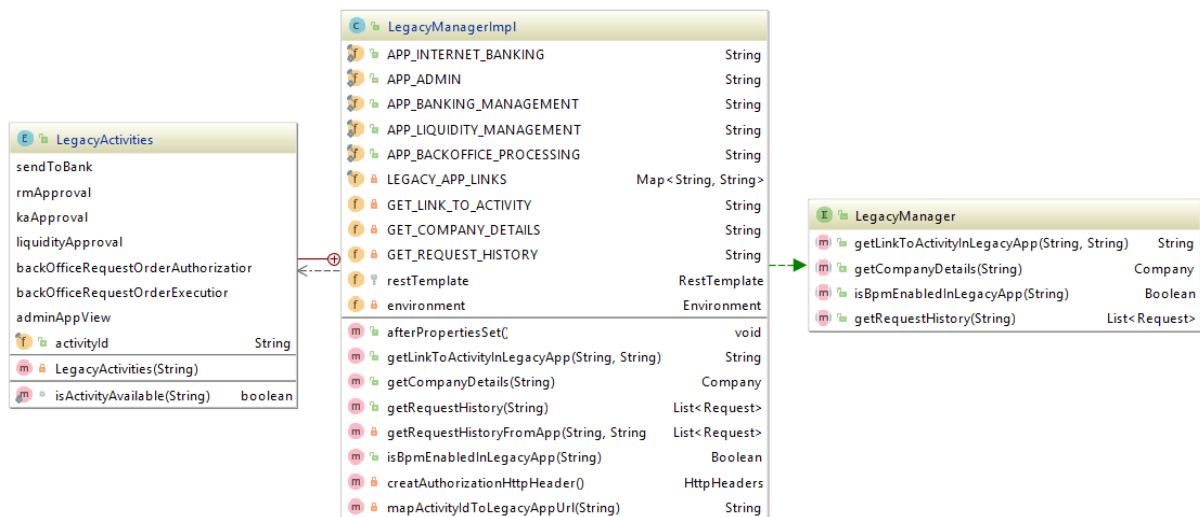 E LegacyActivities
sendToBank
rmApproval
kaApproval
liquidityApproval
backOfficeRequestOrderAuthorizatior
backOfficeRequestOrderExecutior
adminAppView
f activityId String
m LegacyActivities(String)
m isActivityAvailable(String) boolean
C LegacyManagerImpl
f APP_INTERNET_BANKING String
f APP_ADMIN String
f APP_BANKING_MANAGEMENT String
f APP_LIQUIDITY_MANAGEMENT String
f APP_BACKOFFICE_PROCESSING String
f LEGACY_APP_LINKS Map<String, String>
f GET_LINK_TO_ACTIVITY String
f GET_COMPANY_DETAILS String
f GET_REQUEST_HISTORY String
f restTemplate RestTemplate
f environment Environment
m afterPropertiesSet() void
m getLinkToActivityInLegacyApp(String, String) String
m getCompanyDetails(String) Company
m getRequestHistory(String) List<Request>
m getRequestHistoryFromApp(String, String List<Request>
m isBpmEnabledInLegacyApp(String) Boolean
m creatAuthorizationHttpHeader() HttpHeaders
m mapActivityIdToLegacyAppUrl(String) String
I LegacyManager
m getLinkToActivityInLegacyApp(String, String) String
m getCompanyDetails(String) Company
m isBpmEnabledInLegacyApp(String) Boolean
m getRequestHistory(String) List<Request>